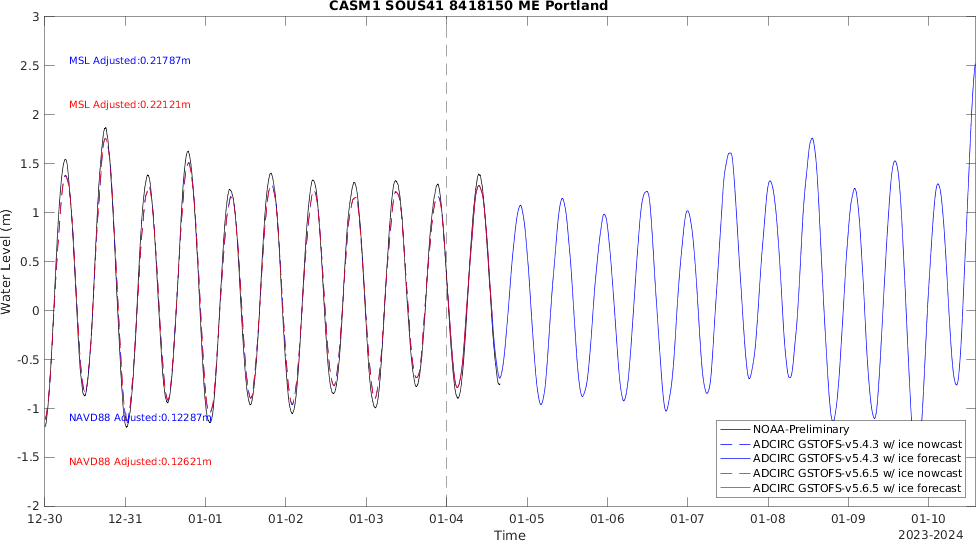 CASM1 SOUS41 8418150 ME Portland
3
2.5
2
1.5
1
0.5
0
-0.5
-1
-1.5
-2
Water Level (m)
MSL Adjusted:0.21787m
MSL Adjusted:0.22121m
NAVD88 Adjusted:0.12287m
NAVD88 Adjusted:0.12621m
NOAA-Preliminary
ADCIRC GSTOFS-v5.4.3 w/ ice nowcast
ADCIRC GSTOFS-v5.4.3 w/ ice forecast
ADCIRC GSTOFS-v5.6.5 w/ ice nowcast
ADCIRC GSTOFS-v5.6.5 w/ ice forecast
12-30 12-31 01-01 01-02 01-03 01-04 01-05 01-06 01-07 01-08 01-09 01-10
Time
2023-2024